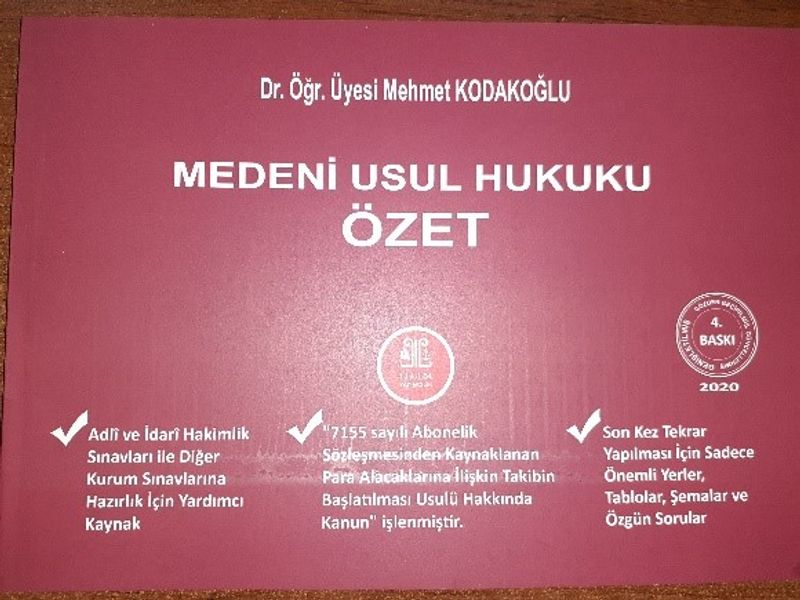 Dr. Öğr. Üyesi Mehmet KODAKOĞLU
MEDENİ USUL HUKUKU
ÖZET
4.
BASKI
2020
Adlî ve İdarî Hakimlik
Sınavları ile Diğer
Kurum Sınavlarına
Hazırlık İçin Yardımcı
Kaynak
"7155 sayılı Abonelik
Sözleşmesinden Kaynaklanan
Para Alacaklarına İlişkin Takibin
Başlatılması Usulü Hakkında
Kanun" işlenmiştir.
Son Kez Tekrar
Yapılması İçin Sadece
Önemli Yerler,
Tablolar, Şemalar ve
Özgün Sorular